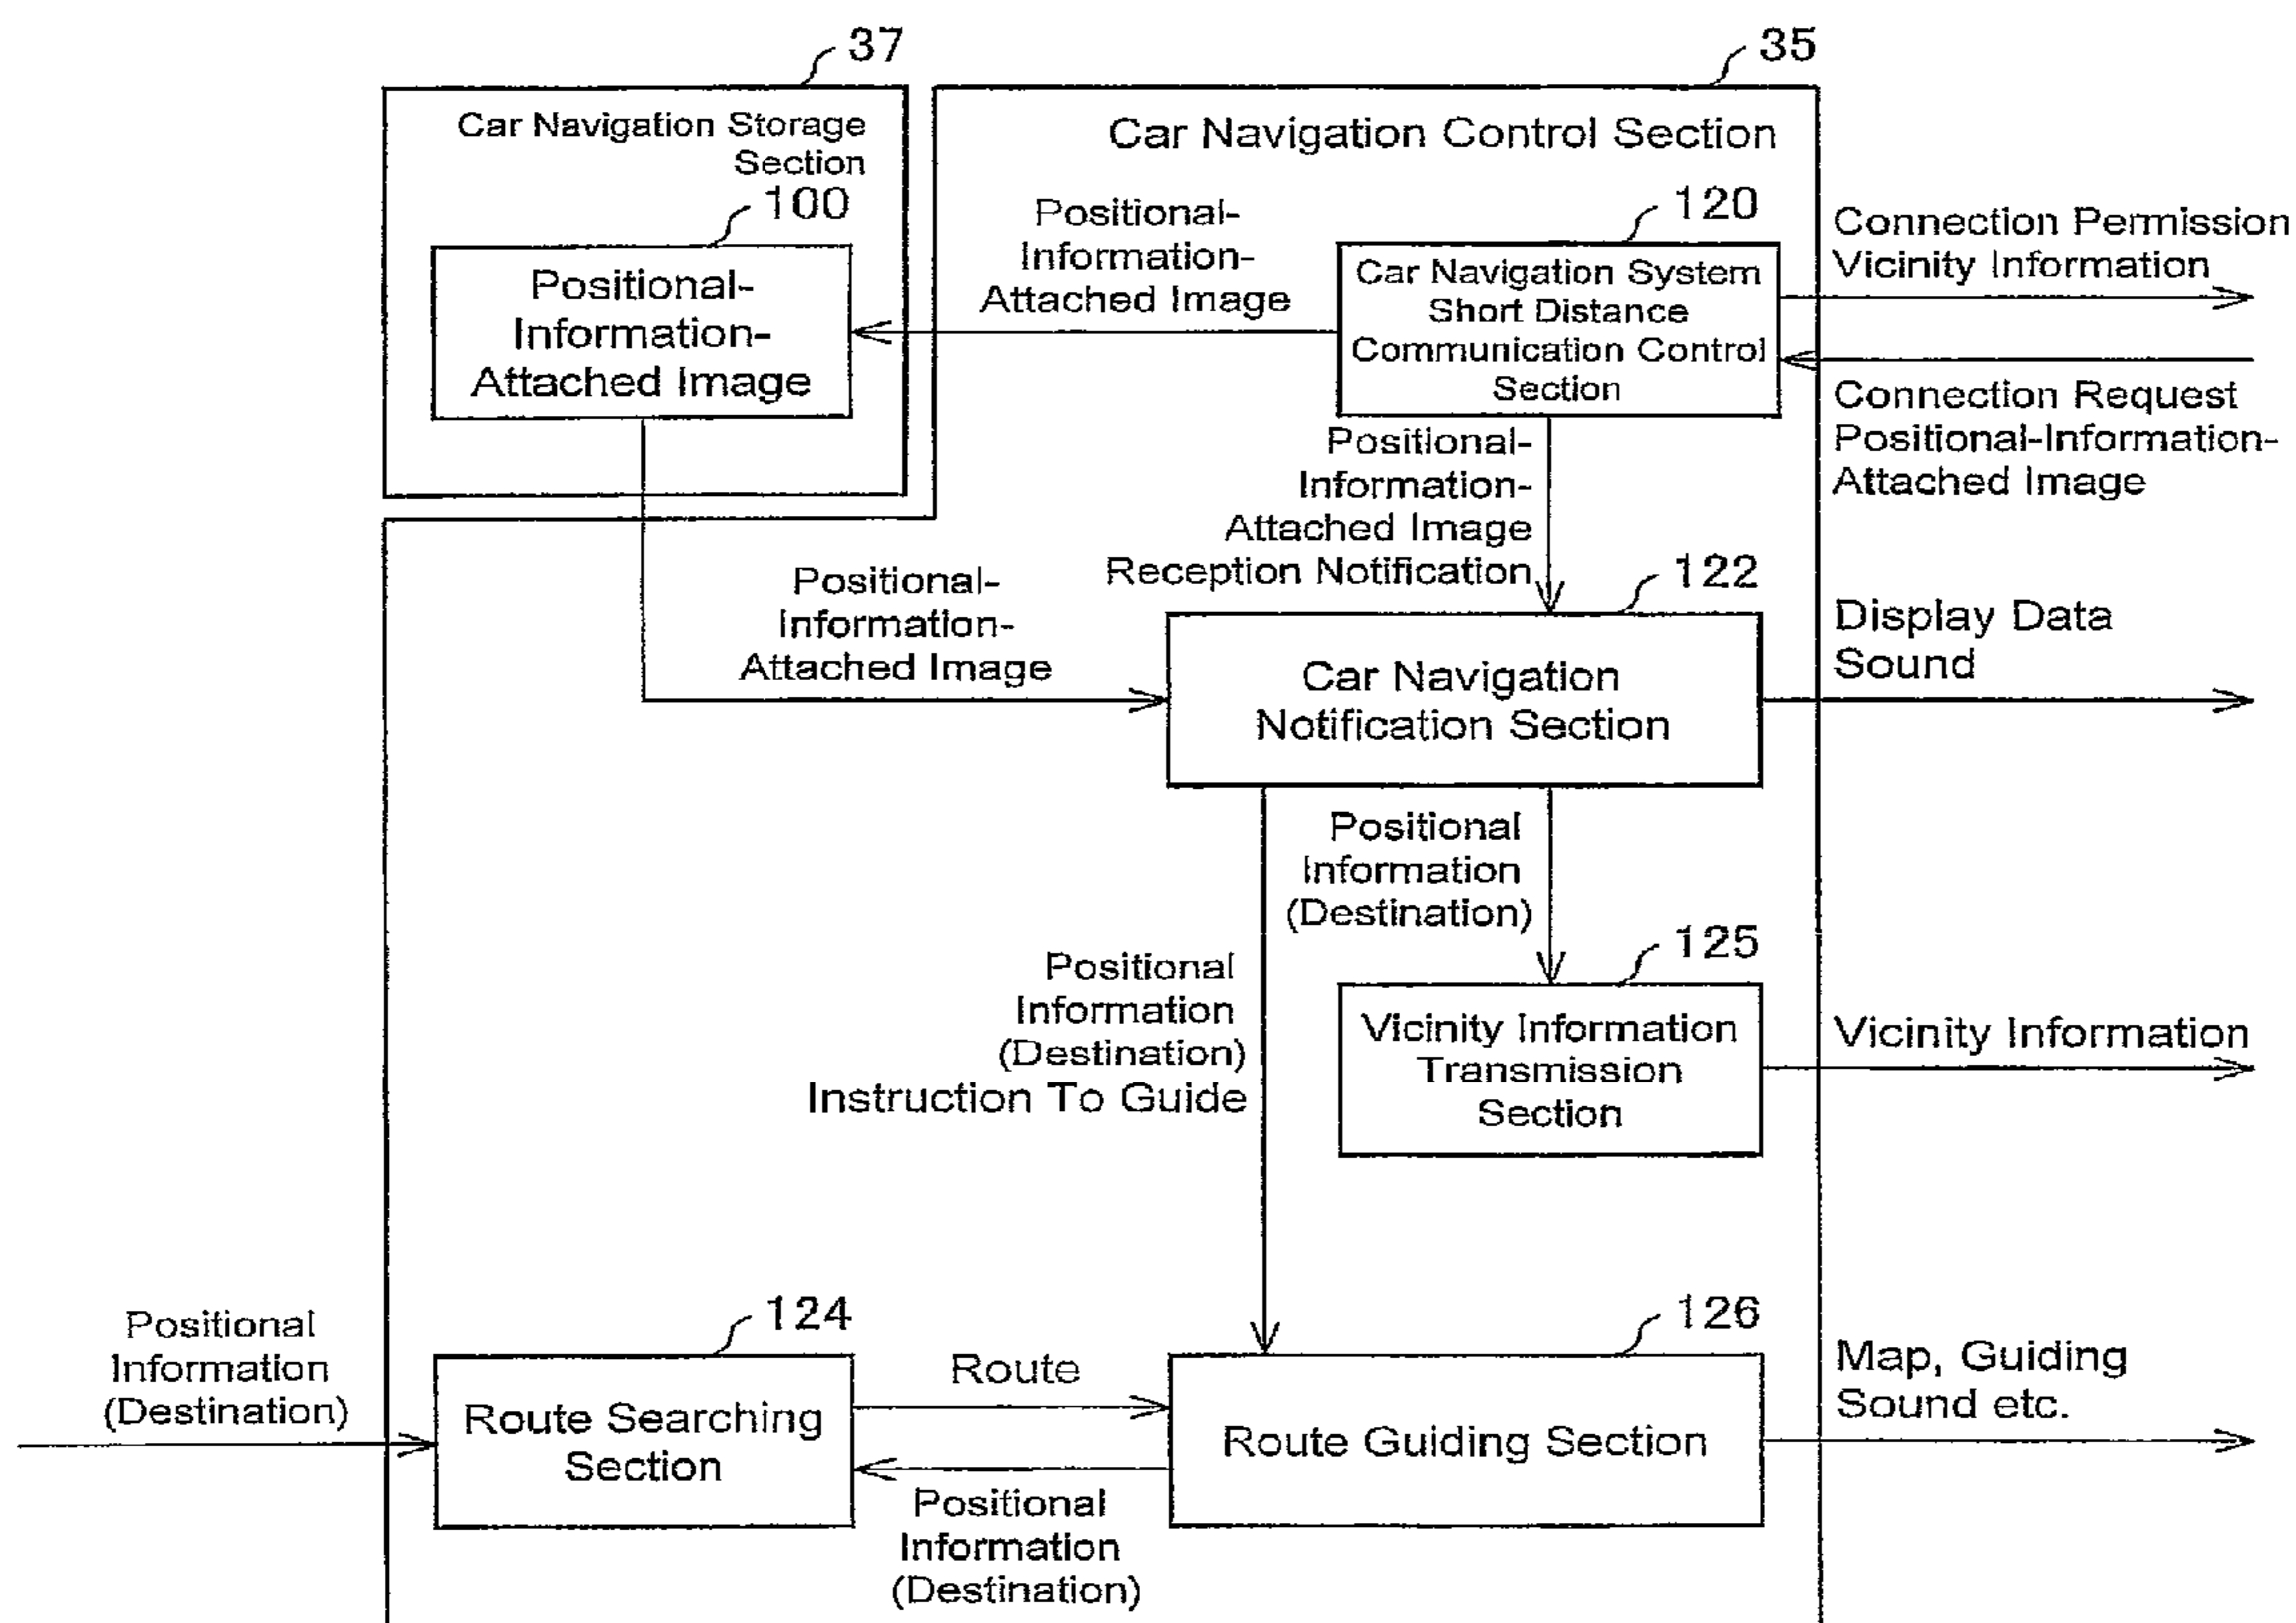 37
35
Car Navigation Storage
Section
Car Navigation Control Section
100
Positional-
Information-
Attached Image
Positional-
Information-
Attached Image
120
Car Navigation System
Short Distance
Communication Control
Section
Connection Permission
Vicinity Information
Connection Request
Positional-Information-
Attached Image
Positional-
Information-
Attached Image
Reception Notification
Positional-
Information-
Attached Image
122
Car Navigation
Notification Section
Display Data
Sound
Positional
Information
(Destination)
Positional
Information
(Destination)
Instruction To Guide
125
Vicinity Information
Transmission
Section
Vicinity Information
Positional
Information
(Destination)
124
Route Searching
Section
Route
Positional
Information
(Destination)
126
Route Guiding Section
Map, Guiding
Sound etc.